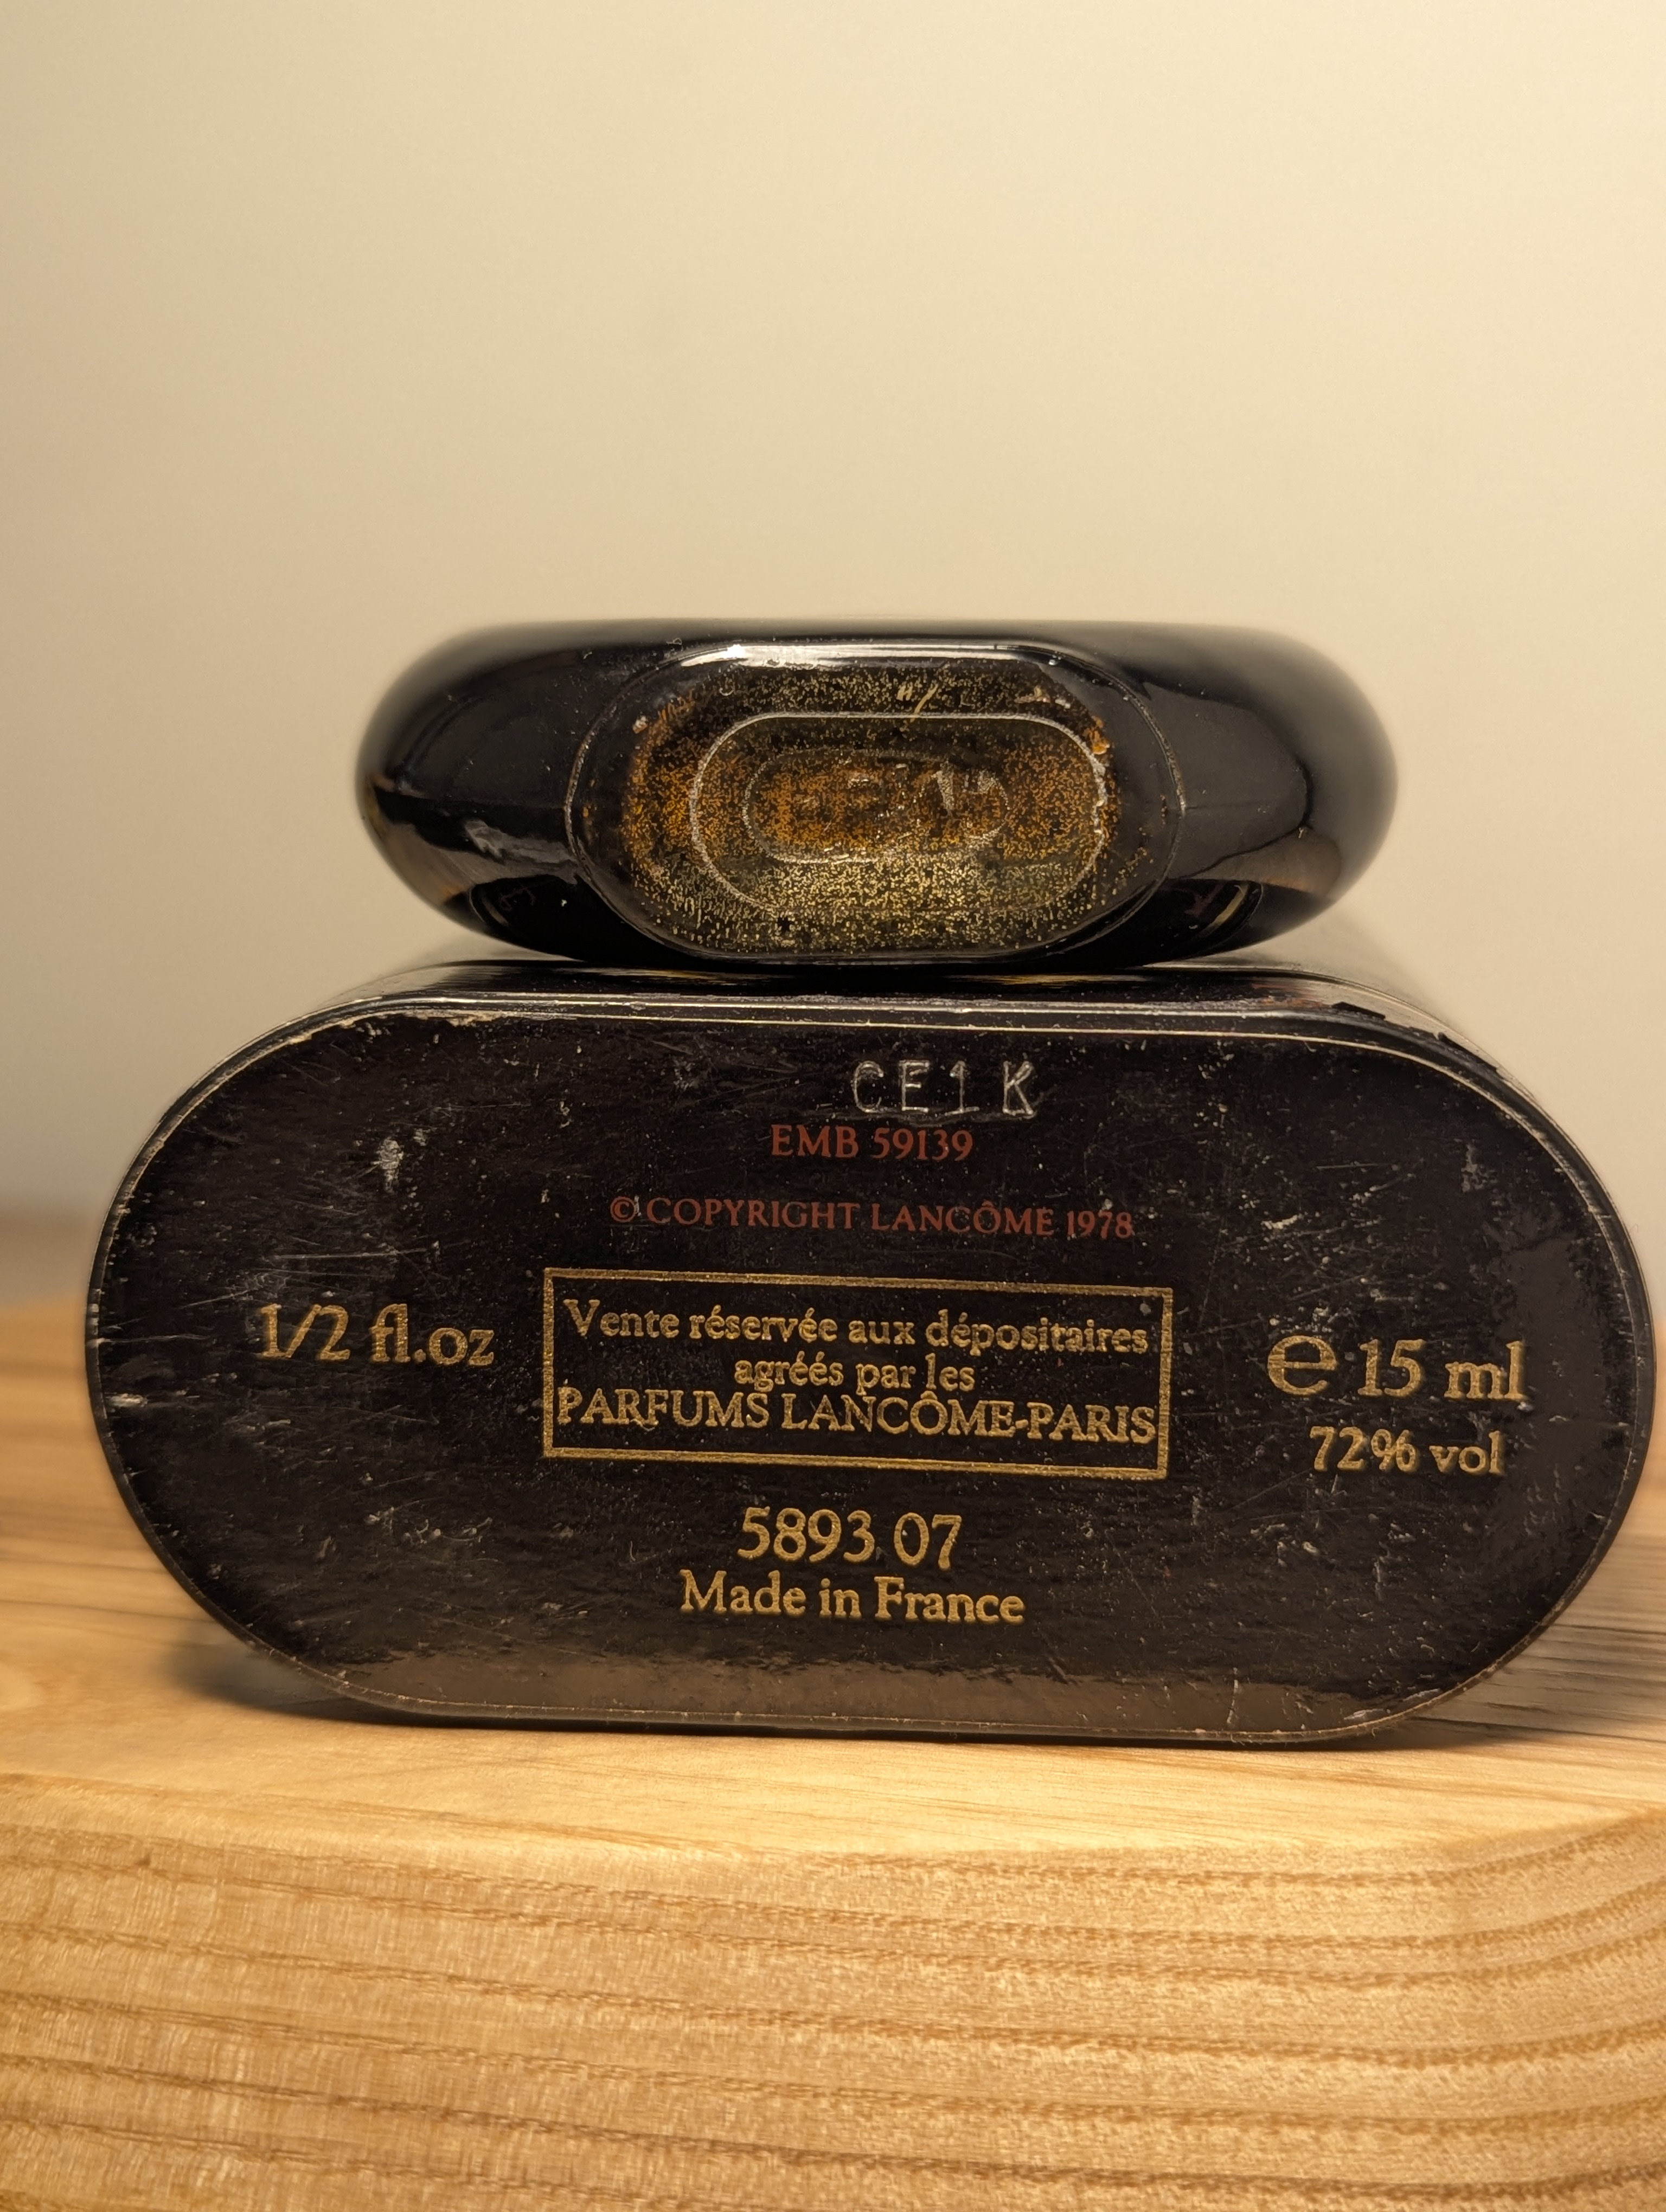 CE1K
EMB 59139
© COPYRIGHT LANCÔME 1978
1/2 fl.oz
Vente réservée aux dépositaires
agréés par les
PARFUMS LANCÔME-PARIS
e 15 ml
72% vol
5893 07
Made in France